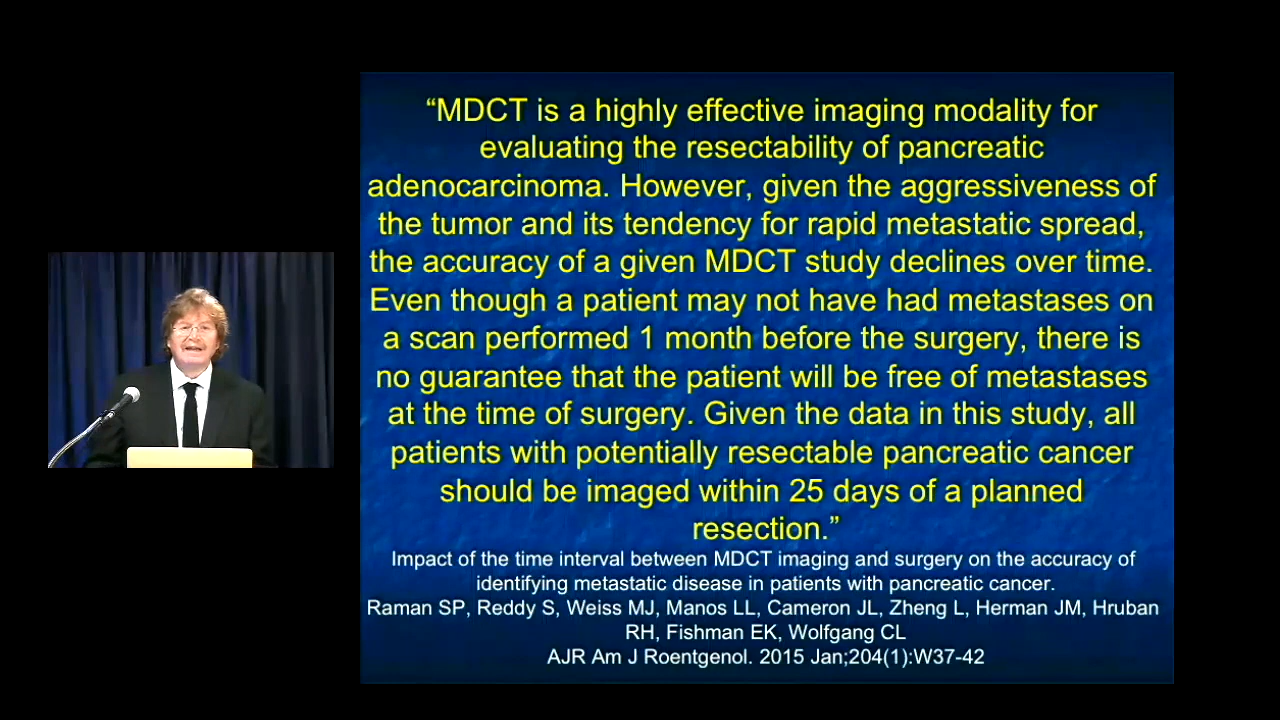 “MDCT is a highly effective imaging modality for
evaluating the resectability of pancreatic
adenocarcinoma. However, given the aggressiveness of
the tumor and its tendency for rapid metastatic spread,
the accuracy of a given MDCT study declines over time.
Even though a patient may not have had metastases on
a scan performed 1 month before the surgery, there is
no guarantee that the patient will be free of metastases
at the time of surgery. Given the data in this study, all
patients with potentially resectable pancreatic cancer
should be imaged within 25 days of a planned
resection.”
Impact of the time interval between MDCT imaging and surgery on the accuracy of
identifying metastatic disease in patients with pancreatic cancer.
Raman SP, Reddy S, Weiss MJ, Manos LL, Cameron JL, Zheng L, Herman JM, Hruban
RH, Fishman EK, Wolfgang CL
AJR Am J Roentgenol. 2015 Jan;204(1):W37-42